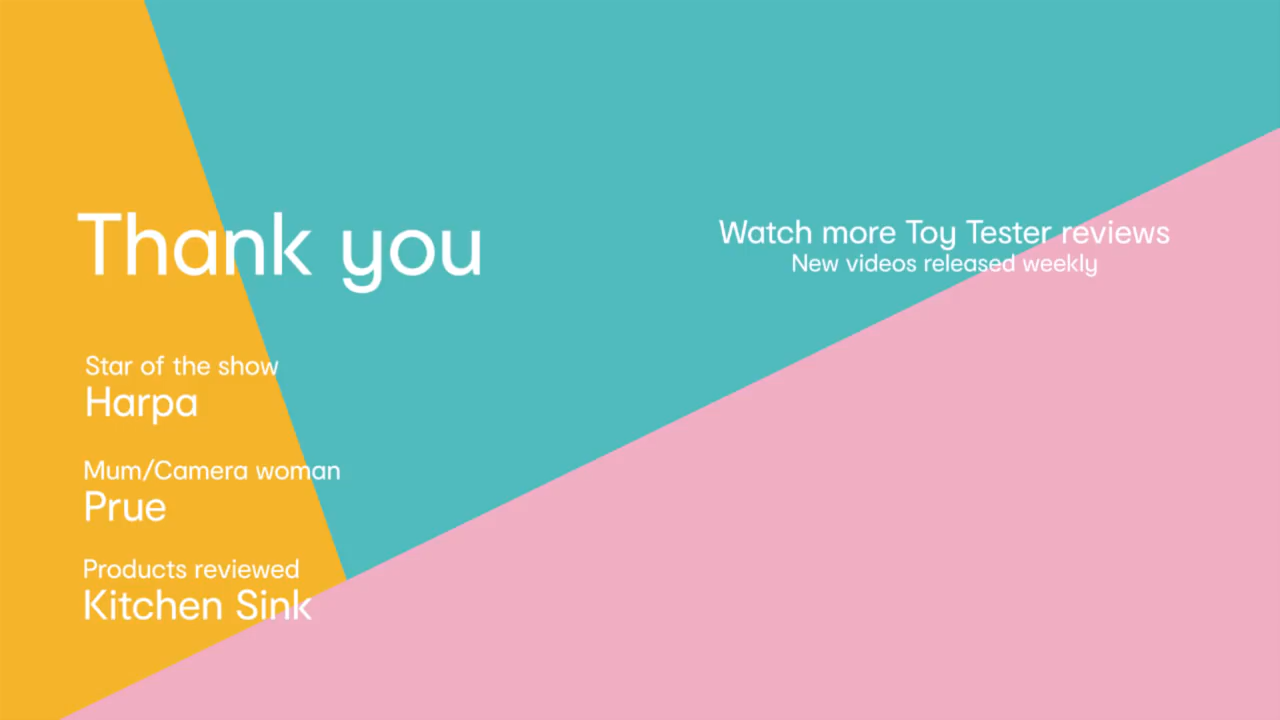 Thank you
Star of the show
Harpa
Mum/Camera woman
Prue
Products reviewed
Kitchen Sink
Watch more Toy Tester reviews
New videos released weekly